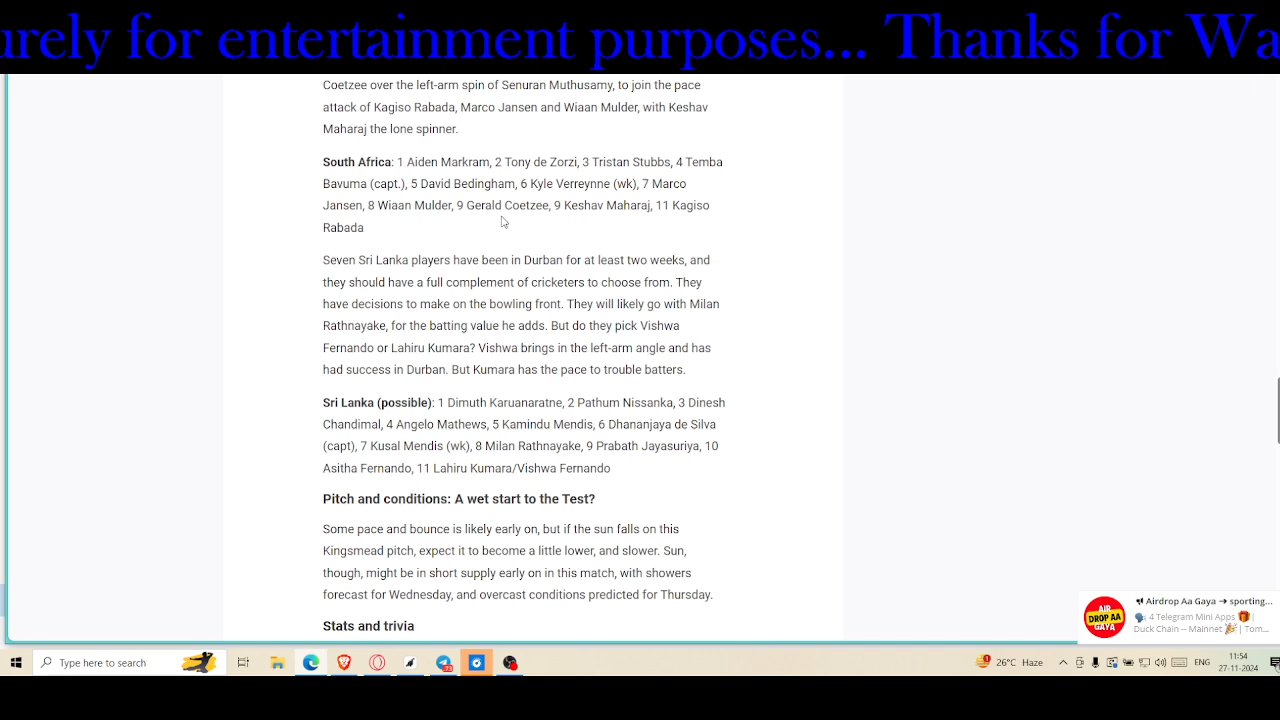 urely for entertainment purposes... Thanks for Wa
Coetzee over the left-arm spin of Senuran Muthusamy, to join the pace
attack of Kagiso Rabada, Marco Jansen and Wiaan Mulder, with Keshav
Maharaj the lone spinner.
South Africa: 1 Aiden Markram, 2 Tony de Zorzi, 3 Tristan Stubbs, 4 Temba
Bavuma (capt.), 5 David Bedingham, 6 Kyle Verreynne (wk), 7 Marco
Jansen, 8 Wiaan Mulder, 9 Gerald Coetzee, 9 Keshav Maharaj, 11 Kagiso
Rabada
Seven Sri Lanka players have been in Durban for at least two weeks, and
they should have a full complement of cricketers to choose from. They
have decisions to make on the bowling front. They will likely go with Milan
Rathnayake, for the batting value he adds. But do they pick Vishwa
Fernando or Lahiru Kumara? Vishwa brings in the left-arm angle and has
had success in Durban. But Kumara has the pace to trouble batters.
Sri Lanka (possible): 1 Dimuth Karuanaratne, 2 Pathum Nissanka, 3 Dinesh
Chandimal, 4 Angelo Mathews, 5 Kamindu Mendis, 6 Dhananjaya de Silva
(capt), 7 Kusal Mendis (wk), 8 Milan Rathnayake, 9 Prabath Jayasuriya, 10
Asitha Fernando, 11 Lahiru Kumara/Vishwa Fernando
Pitch and conditions: A wet start to the Test?
Some pace and bounce is likely early on, but if the sun falls on this
Kingsmead pitch, expect it to become a little lower, and slower. Sun,
though, might be in short supply early on in this match, with showers
forecast for Wednesday, and overcast conditions predicted for Thursday.
Stats and trivia
AIR
DROP AA
GAYA
Airdrop Aa Gaya ➔ sporting...
4 Telegram Mini Apps 🎁|
Duck Chain – Mainnet 🎉| Tom...
Type here to search
26°C Haze
ENG
11:54
27-11-2024